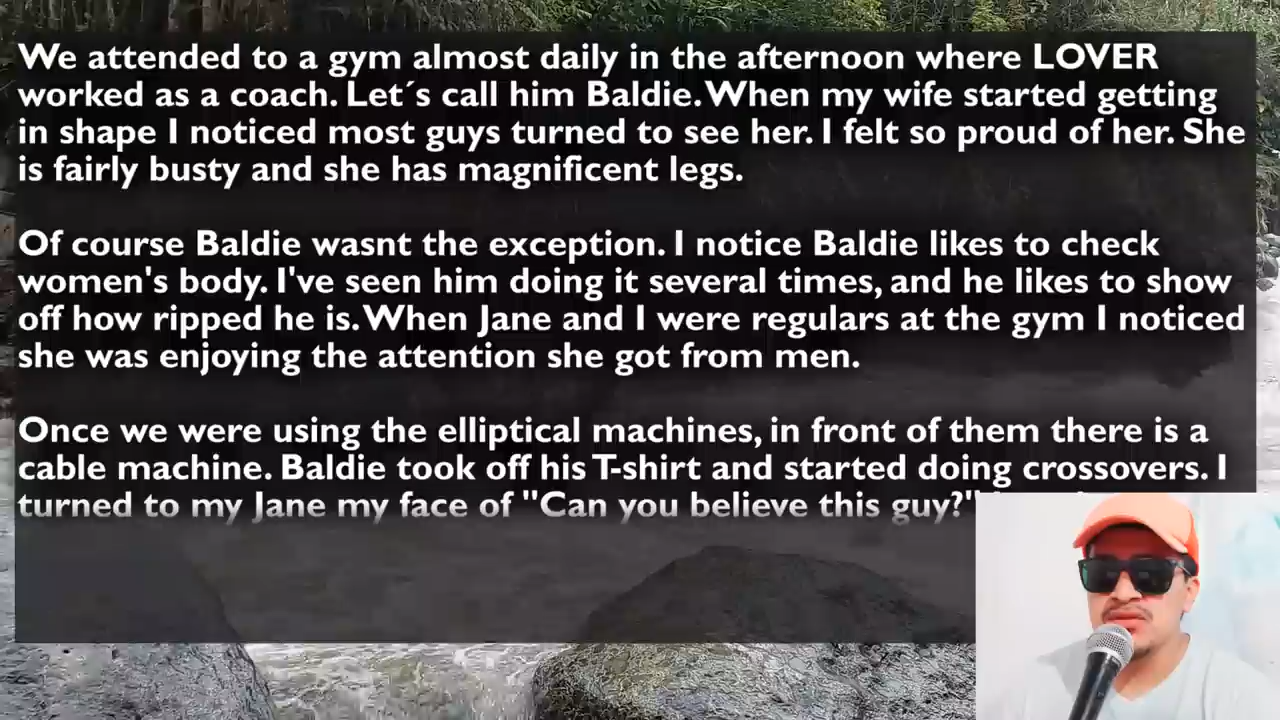 We attended to a gym almost daily in the afternoon where LOVER
worked as a coach. Let´s call him Baldie. When my wife started getting
in shape I noticed most guys turned to see her. I felt so proud of her. She
is fairly busty and she has magnificent legs.
Of course Baldie wasnt the exception. I notice Baldie likes to check
women's body. I've seen him doing it several times, and he likes to show
off how ripped he is. When Jane and I were regulars at the gym I noticed
she was enjoying the attention she got from men.
Once we were using the elliptical machines, in front of them there is a
cable machine. Baldie took off his T-shirt and started doing crossovers. I
turned to my Jane my face of "Can you believe this guy?"